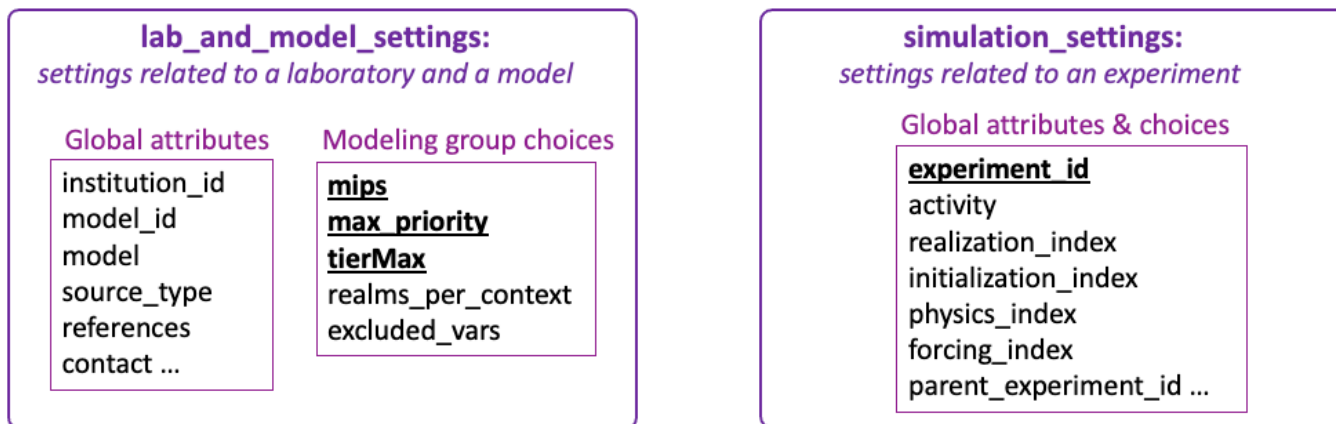 lab_and_model_settings:
settings related to a laboratory and a model
Global attributes
institution_id
model_id
model
source_type
references
contact ...
Modeling group choices
mips
max_priority
tierMax
realms_per_context
excluded_vars
simulation_settings:
settings related to an experiment
Global attributes & choices
experiment_id
activity
realization_index
initialization_index
physics_index
forcing_index
parent_experiment_id ...